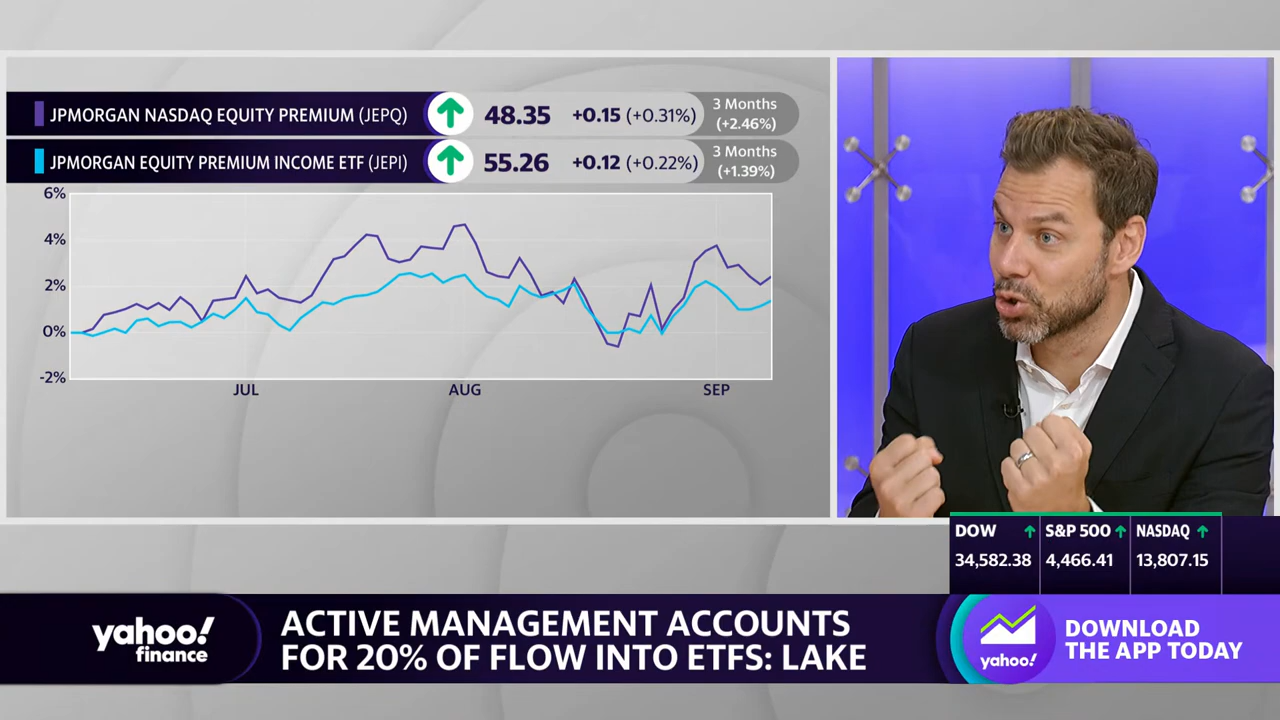 JPMORGAN NASDAQ EQUITY PREMIUM (JEPQ) 48.35 +0.15 (+0.31%) 3 Months (+2.46%)
JPMORGAN EQUITY PREMIUM INCOME ETF (JEPI) 55.26 +0.12 (+0.22%) 3 Months (+1.39%)
6%
4%
2%
0%
-2%
JUL AUG SEP
DOW S&P 500 NASDAQ
34,582.38 4,466.41 13,807.15
yahoo!
finance
ACTIVE MANAGEMENT ACCOUNTS
FOR 20% OF FLOW INTO ETFS: LAKE
yahoo!
DOWNLOAD
THE APP TODAY